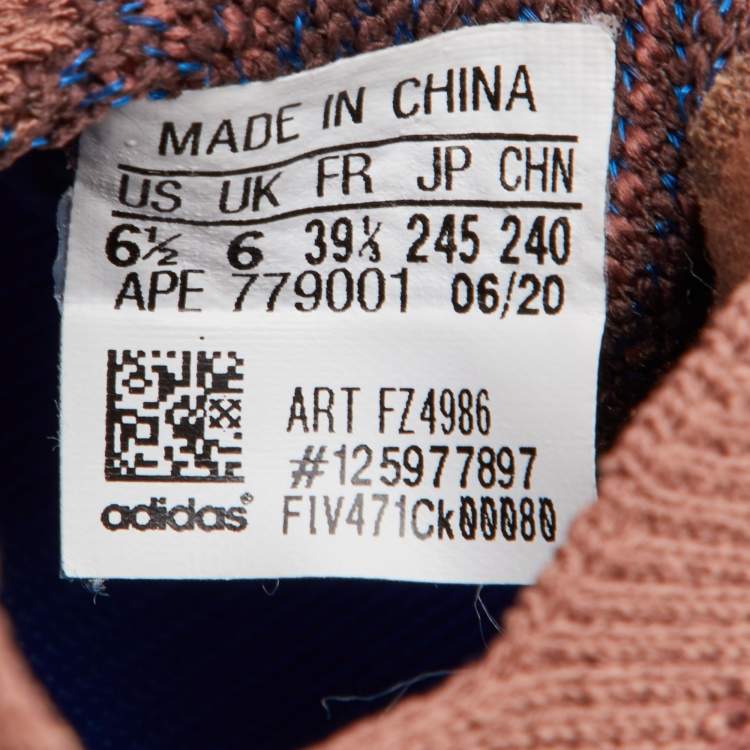 MADE IN CHINA
US UK FR JP CHN
6½ 6 39⅓ 245 240
APE 779001 06/20
ART FZ4986
#125977897
FIV471Ck00080
adidas®